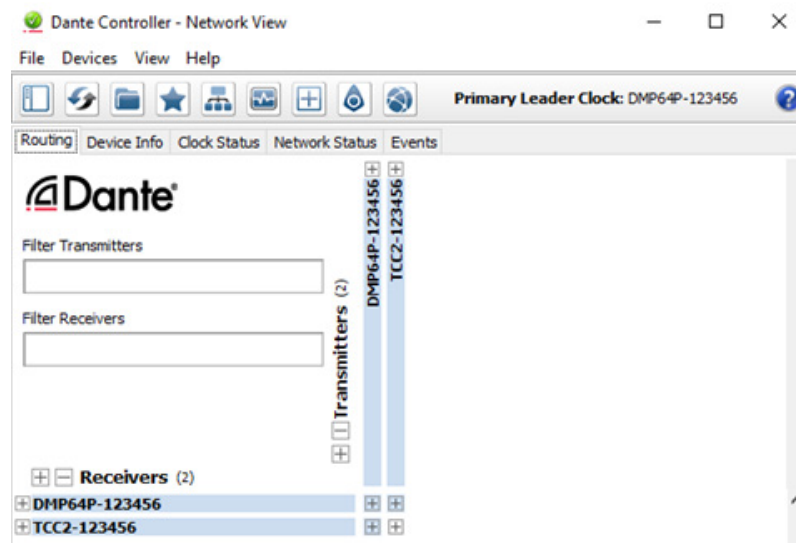 Dante Controller - Network View
File Devices View Help
Primary Leader Clock: DMP64P-123456
Routing Device Info Clock Status Network Status Events
Dante
Filter Transmitters
Filter Receivers
Transmitters (2)
DMP64P-123456
TCC2-123456
Receivers (2)
DMP64P-123456
TCC2-123456